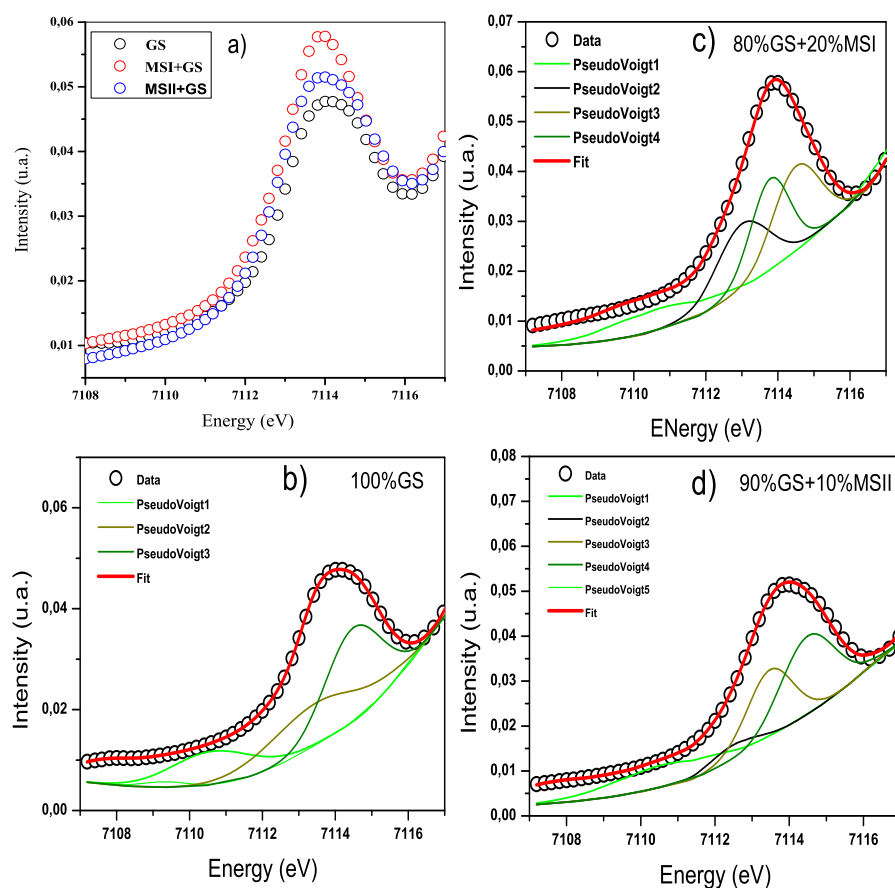 a)
GS
MSI+GS
MSII+GS
0,06
0,05
0,04
0,03
0,02
0,01
7108 7110 7112 7114 7116
Intensity (u.a.)
Energy (eV)
c) 80%GS+20%MSI
Data
PseudoVoigt1
PseudoVoigt2
PseudoVoigt3
PseudoVoigt4
Fit
0,07
0,06
0,05
0,04
0,03
0,02
0,01
0,00
7108 7110 7112 7114 7116
Intensity (u.a.)
ENergy (eV)
b) 100%GS
Data
PseudoVoigt1
PseudoVoigt2
PseudoVoigt3
Fit
0,06
0,04
0,02
0,00
7108 7110 7112 7114 7116
Intensity (u.a.)
Energy (eV)
d) 90%GS+10%MSII
Data
PseudoVoigt1
PseudoVoigt2
PseudoVoigt3
PseudoVoigt4
PseudoVoigt5
Fit
0,08
0,07
0,06
0,05
0,04
0,03
0,02
0,01
0,00
7108 7110 7112 7114 7116
Intensity (u.a.)
Energy (eV)